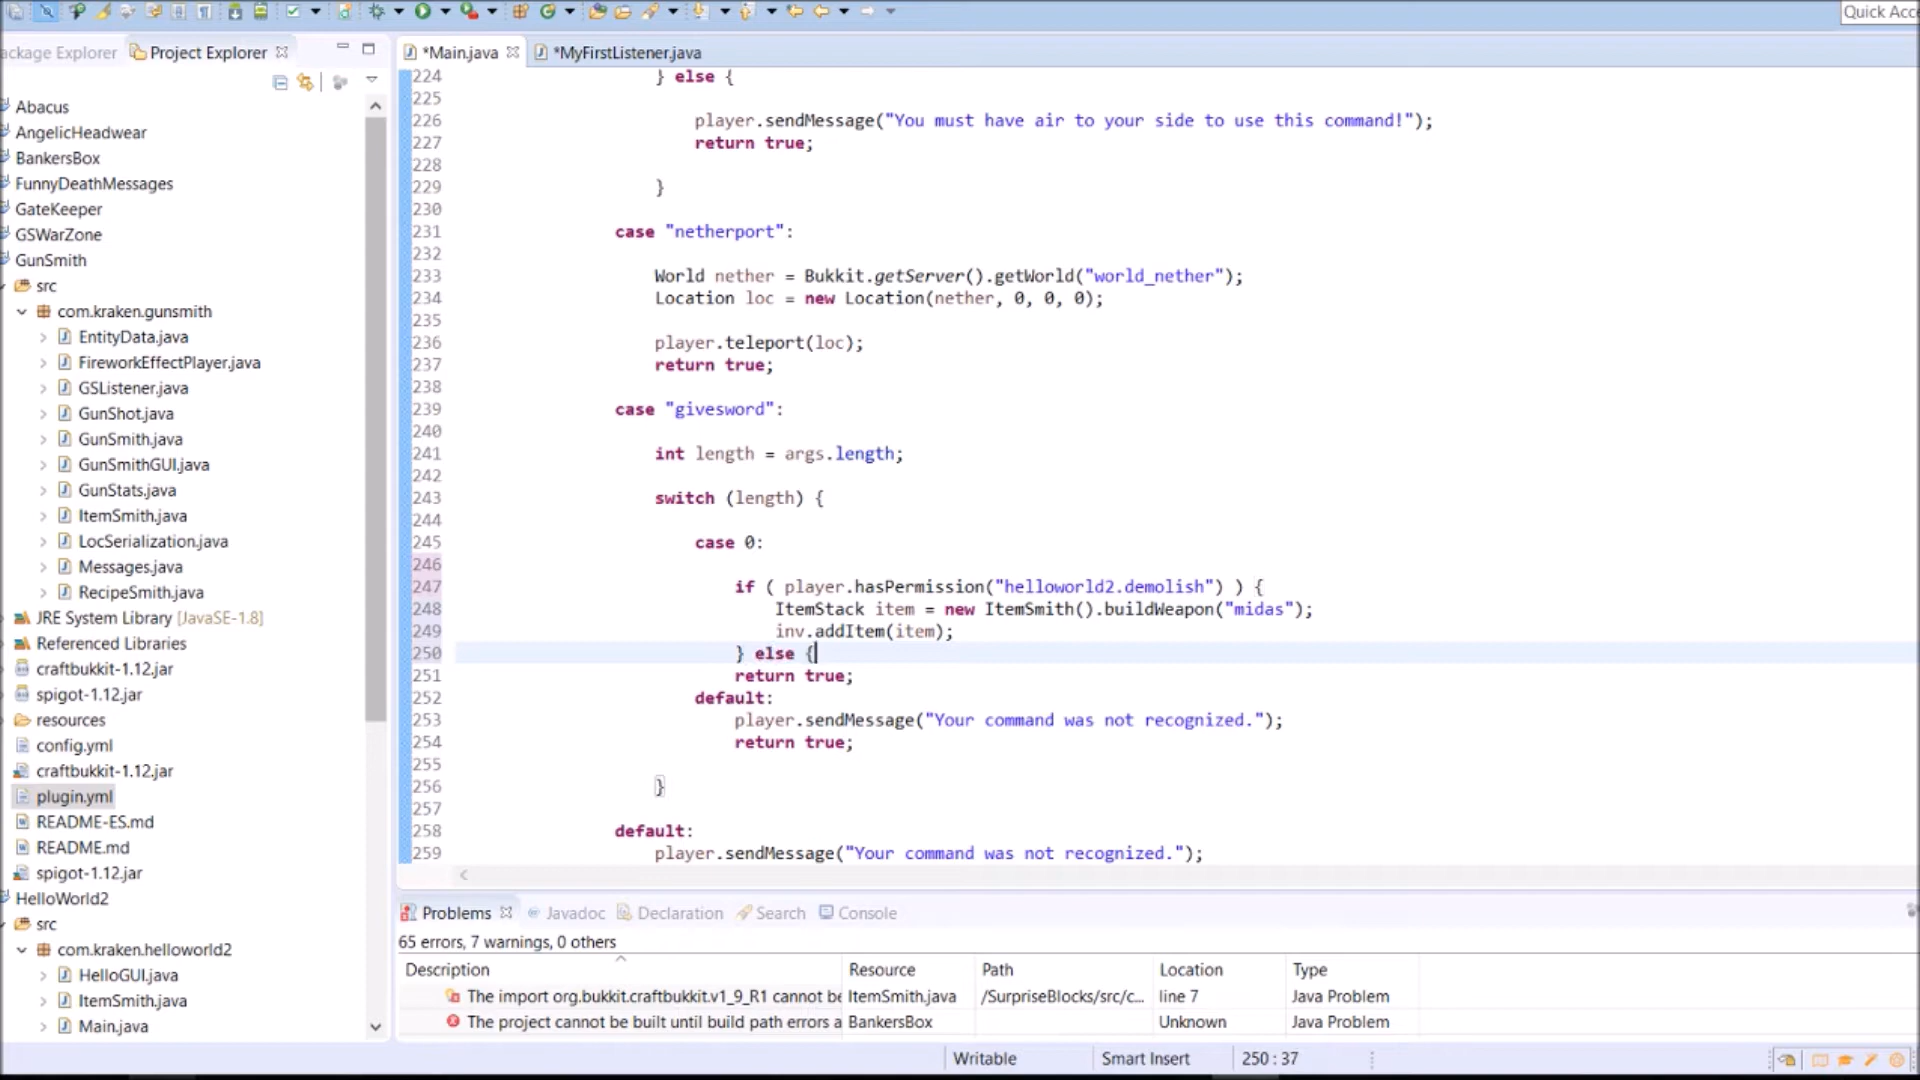 Quick Acc
ackage Explorer
Project Explorer
*Main.java
*MyFirstListener.java
Abacus
AngelicHeadwear
BankersBox
FunnyDeathMessages
GateKeeper
GSWarZone
GunSmith
src
com.kraken.gunsmith
EntityData.java
FireworkEffectPlayer.java
GSListener.java
GunShot.java
GunSmith.java
GunSmithGUI.java
GunStats.java
ItemSmith.java
LocSerialization.java
Messages.java
RecipeSmith.java
JRE System Library [JavaSE-1.8]
Referenced Libraries
craftbukkit-1.12.jar
spigot-1.12.jar
resources
config.yml
craftbukkit-1.12.jar
plugin.yml
README-ES.md
README.md
spigot-1.12.jar
HelloWorld2
src
com.kraken.helloworld2
HelloGUI.java
ItemSmith.java
Main.java
224 } else {
225
226 player.sendMessage("You must have air to your side to use this command!");
227 return true;
228
229 }
230
231 case "netherport":
232
233 World nether = Bukkit.getServer().getWorld("world_nether");
234 Location loc = new Location(nether, 0, 0, 0);
235
236 player.teleport(loc);
237 return true;
238
239 case "givesword":
240
241 int length = args.length;
242
243 switch (length) {
244
245 case 0:
246
247 if ( player.hasPermission("helloworld2.demolish") ) {
248 ItemStack item = new ItemSmith().buildWeapon("midas");
249 inv.addItem(item);
250 } else {
251 return true;
252 default:
253 player.sendMessage("Your command was not recognized.");
254 return true;
255
256 }
257
258 default:
259 player.sendMessage("Your command was not recognized.");
Problems Javadoc Declaration Search Console
65 errors, 7 warnings, 0 others
Description Resource Path Location Type
The import org.bukkit.craftbukkit.v1_9_R1 cannot be ItemSmith.java /SurpriseBlocks/src/c... line 7 Java Problem
The project cannot be built until build path errors a BankersBox Unknown Java Problem
Writable Smart Insert 250 : 37